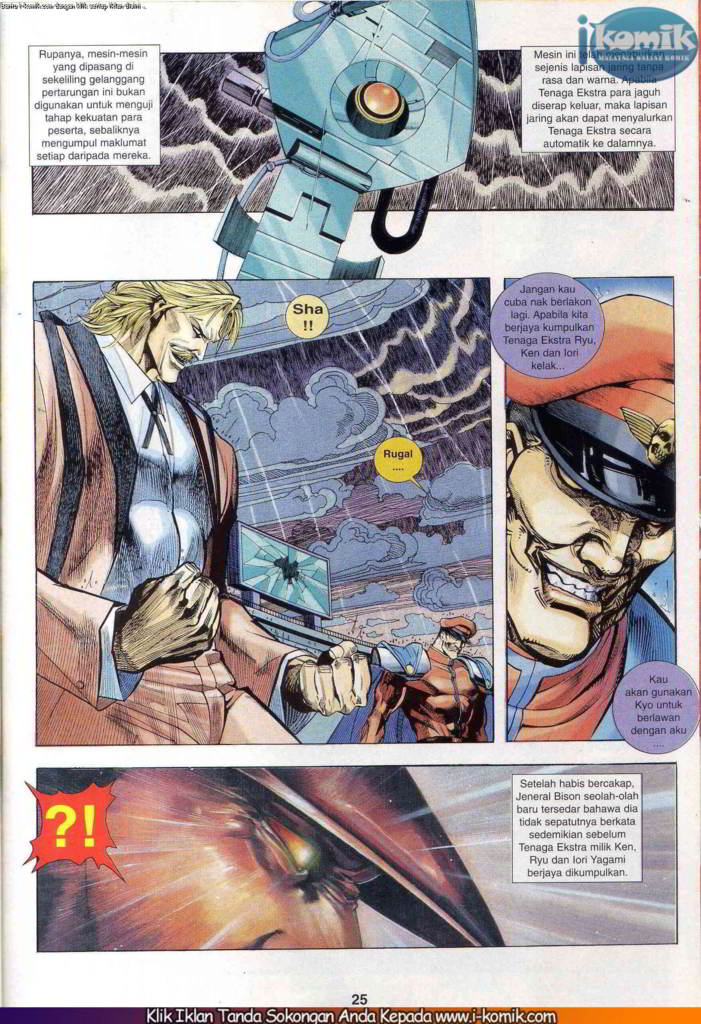 ikomik
MALAYSIA ONLINE KOMIK
Rupanya, mesin-mesin
yang dipasang di
sekeliling gelanggang
pertarungan ini bukan
digunakan untuk menguji
tahap kekuatan para
peserta, sebaliknya
mengumpul maklumat
setiap daripada mereka.
Mesin ini telah
sejenis lapisan jaring tanpa
rasa dan warna. Apabila
Tenaga Ekstra para jaguh
diserap keluar, maka lapisan
jaring akan dapat menyalurkan
Tenaga Ekstra secara
automatik ke dalamnya.
Sha
!!
Rugal
....
Jangan kau
cuba nak berlakon
lagi. Apabila kita
berjaya kumpulkan
Tenaga Ekstra Ryu,
Ken dan Iori
kelak...
Kau
akan gunakan
Kyo untuk
berlawan
dengan aku
....
?!
Setelah habis bercakap,
Jeneral Bison seolah-olah
baru tersedar bahawa dia
tidak sepatutnya berkata
sedemikian sebelum
Tenaga Ekstra milik Ken,
Ryu dan Iori Yagami
berjaya dikumpulkan.
25
Klik Iklan Tanda Sokongan Anda Kepada www.i-komik.com